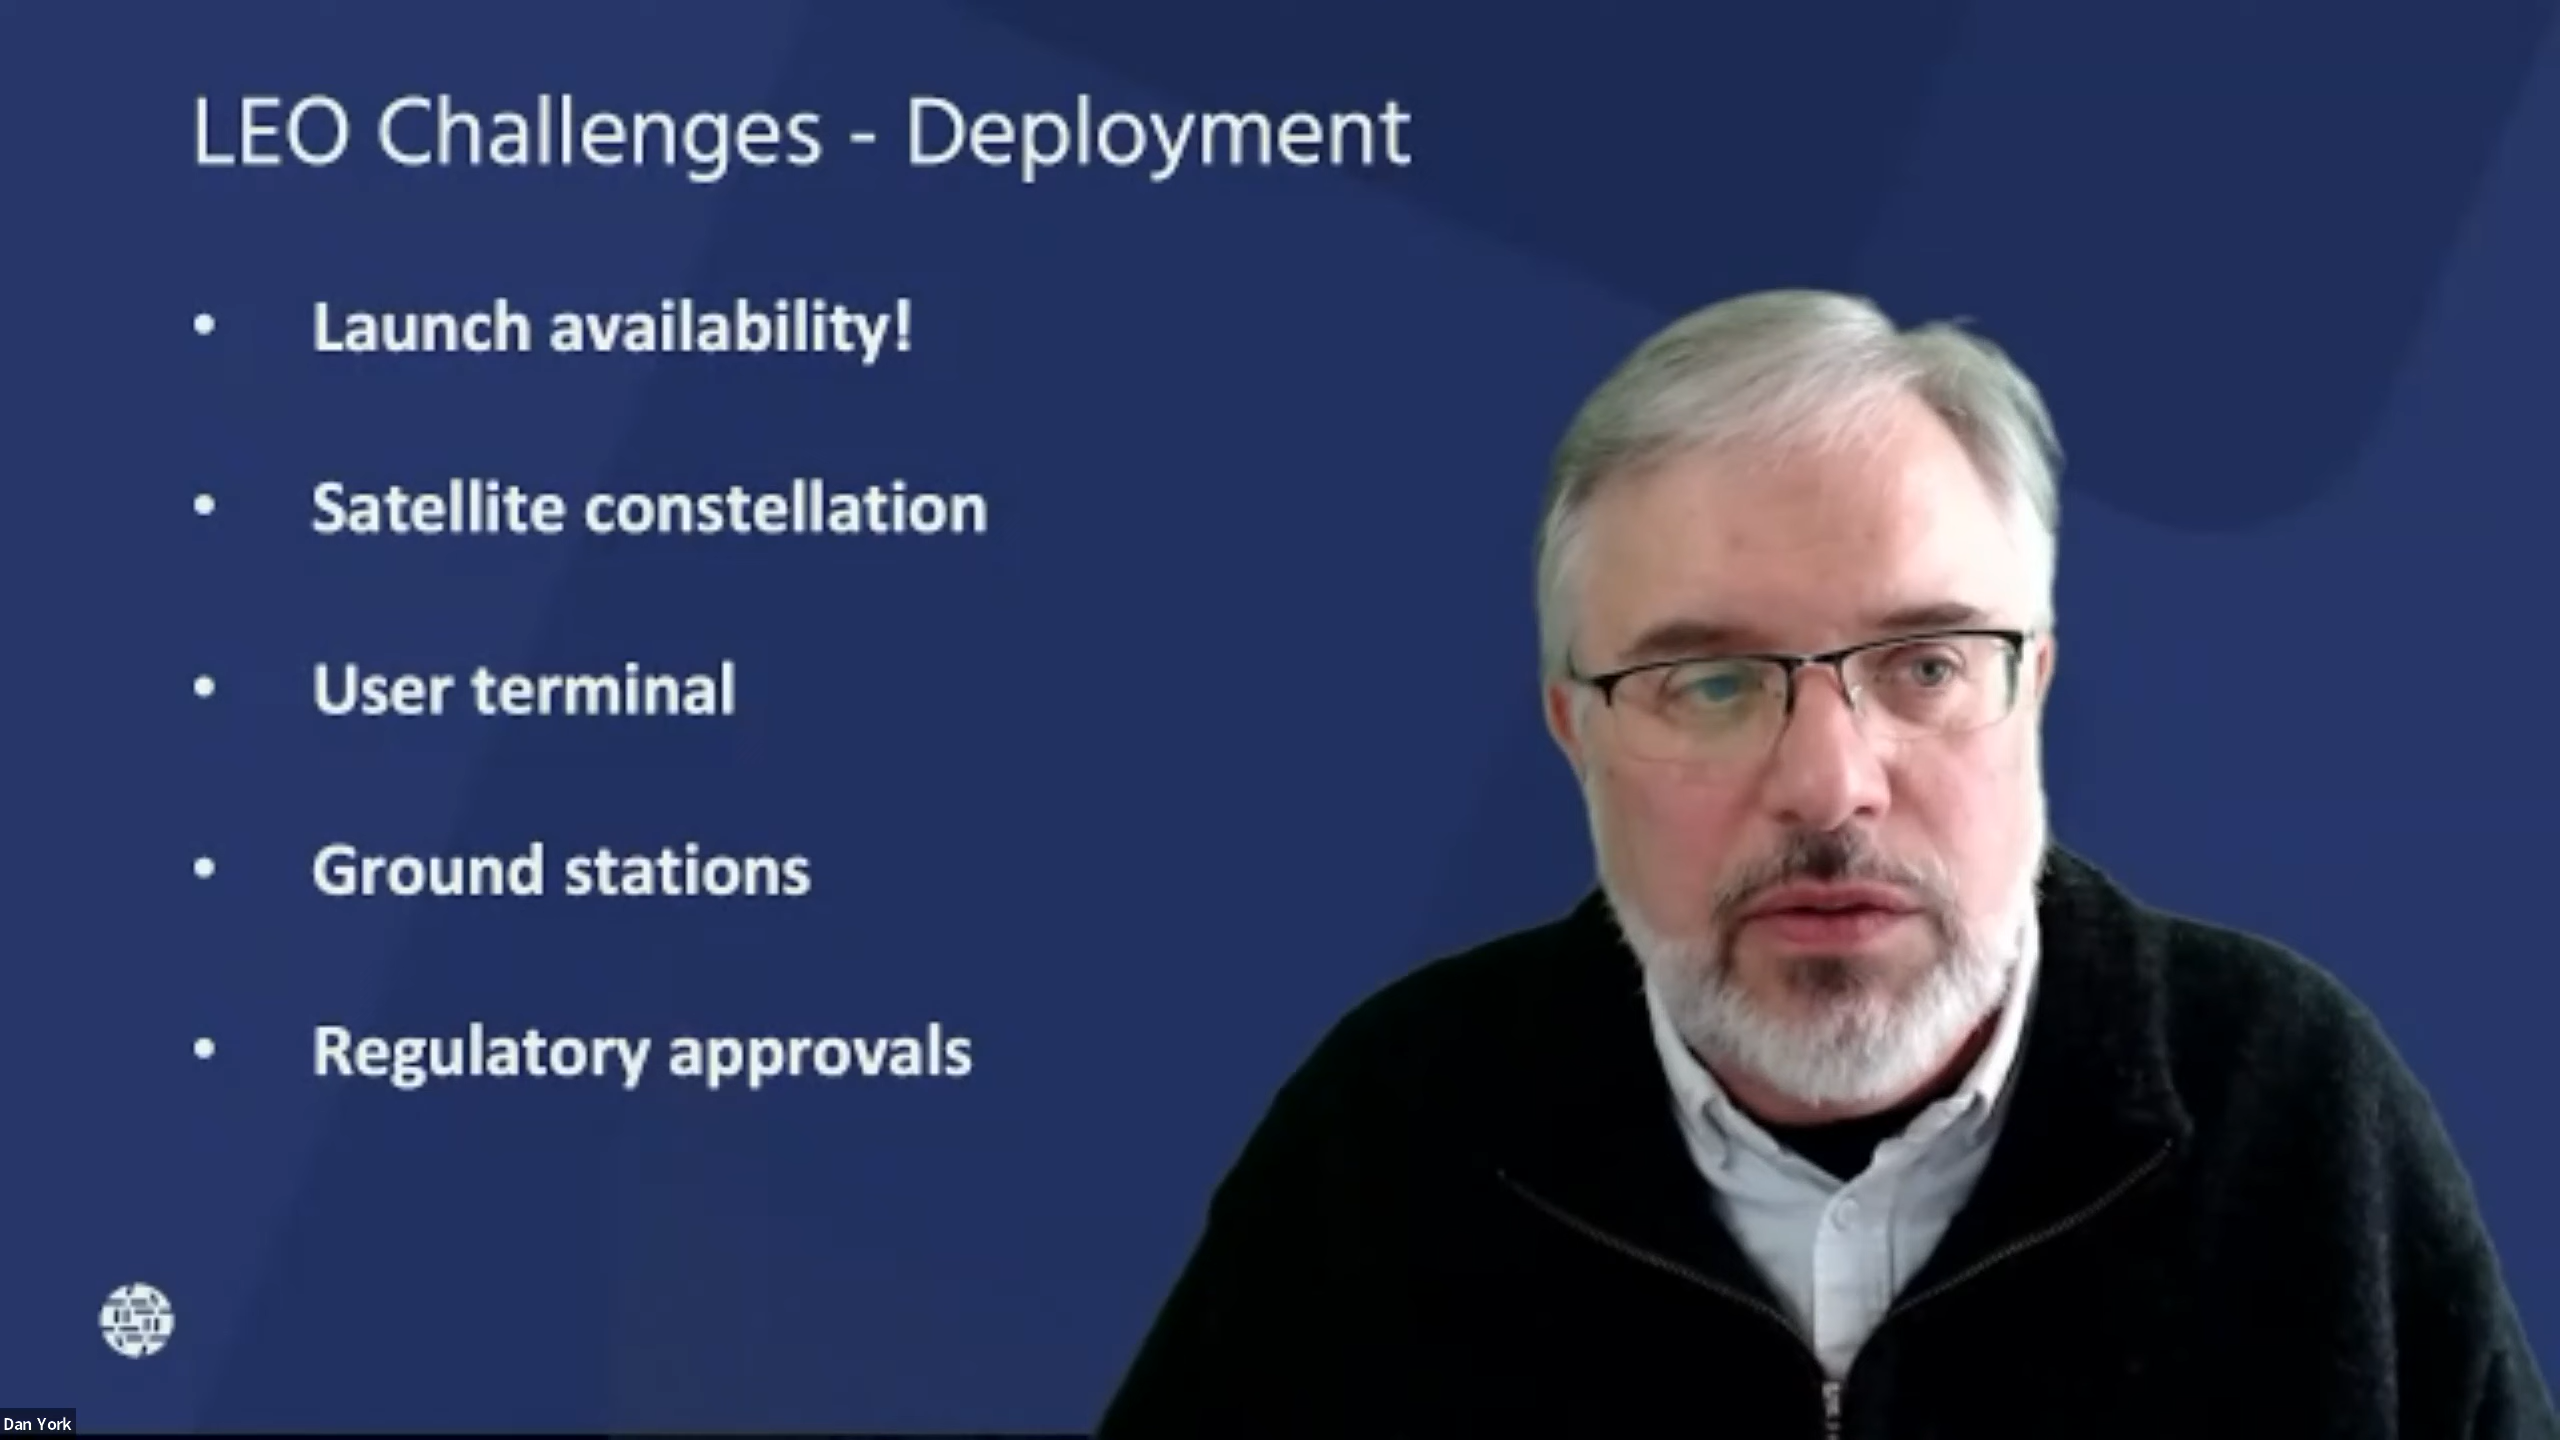 LEO Challenges - Deployment
• Launch availability!
• Satellite constellation
• User terminal
• Ground stations
• Regulatory approvals
Dan York